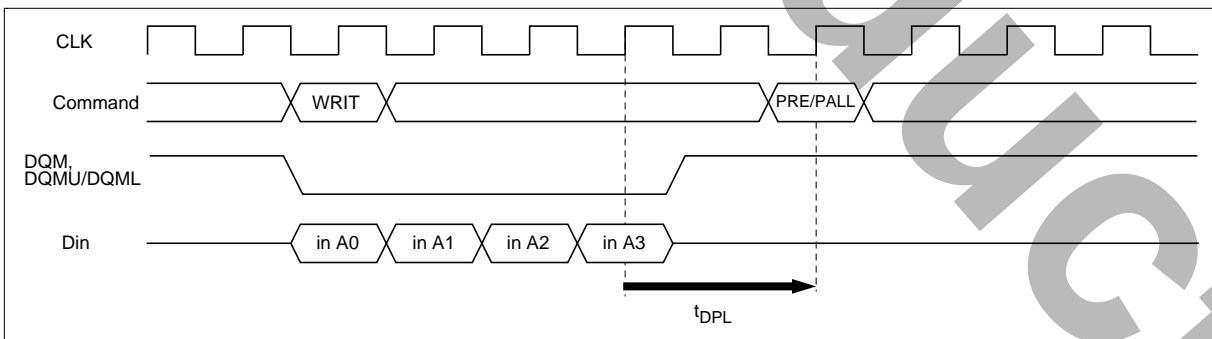 CLK
Command WRIT PRE/PALL
DQM,
DQMU/DQML
Din in A0 in A1 in A2 in A3
tDPL